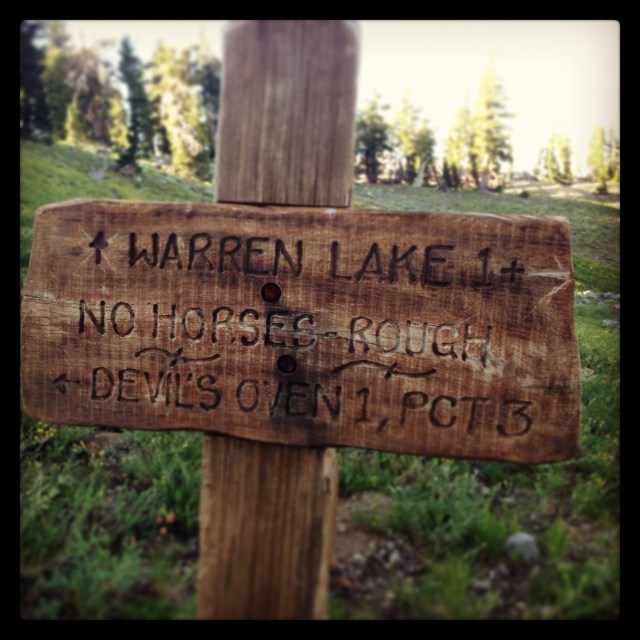 ↑ WARREN LAKE 1+
NO HORSES-ROUGH
← DEVIL'S OVEN 1, PCT 3